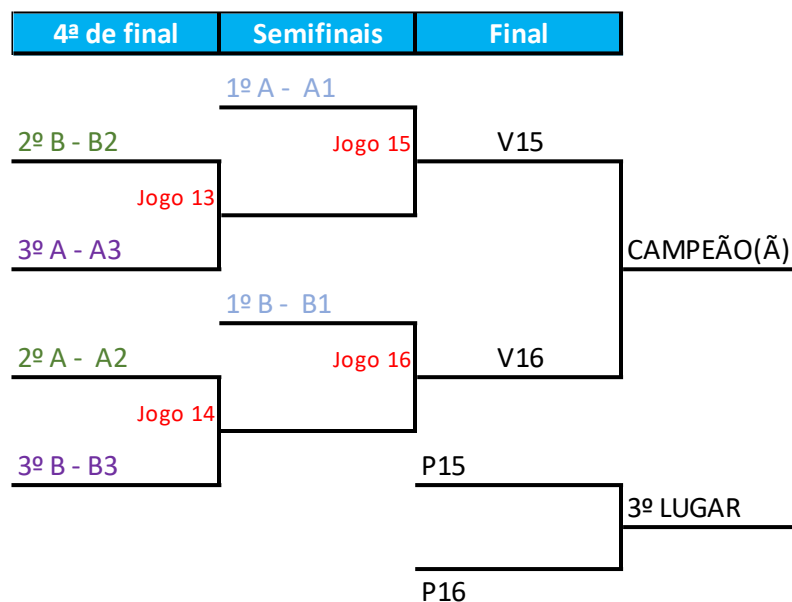 4ª de final Semifinais Final
1º A - A1
2º B - B2
Jogo 15
V15
Jogo 13
3º A - A3
CAMPEÃO(Ã)
1º B - B1
2º A - A2
Jogo 16
V16
Jogo 14
3º B - B3
P15
3º LUGAR
P16